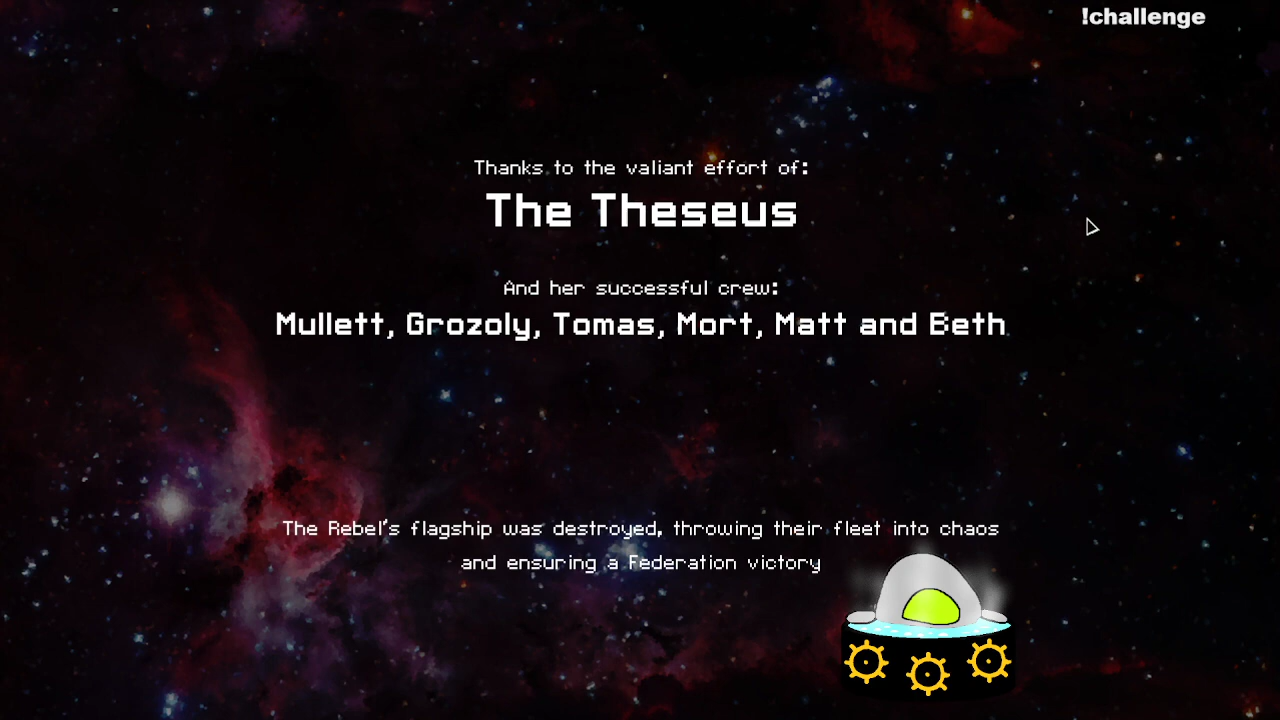 !challenge
Thanks to the valiant effort of:
The Theseus
And her successful crew:
Mullett, Grozoly, Tomas, Mort, Matt and Beth
The Rebel's flagship was destroyed, throwing their fleet into chaos
and ensuring a Federation victory